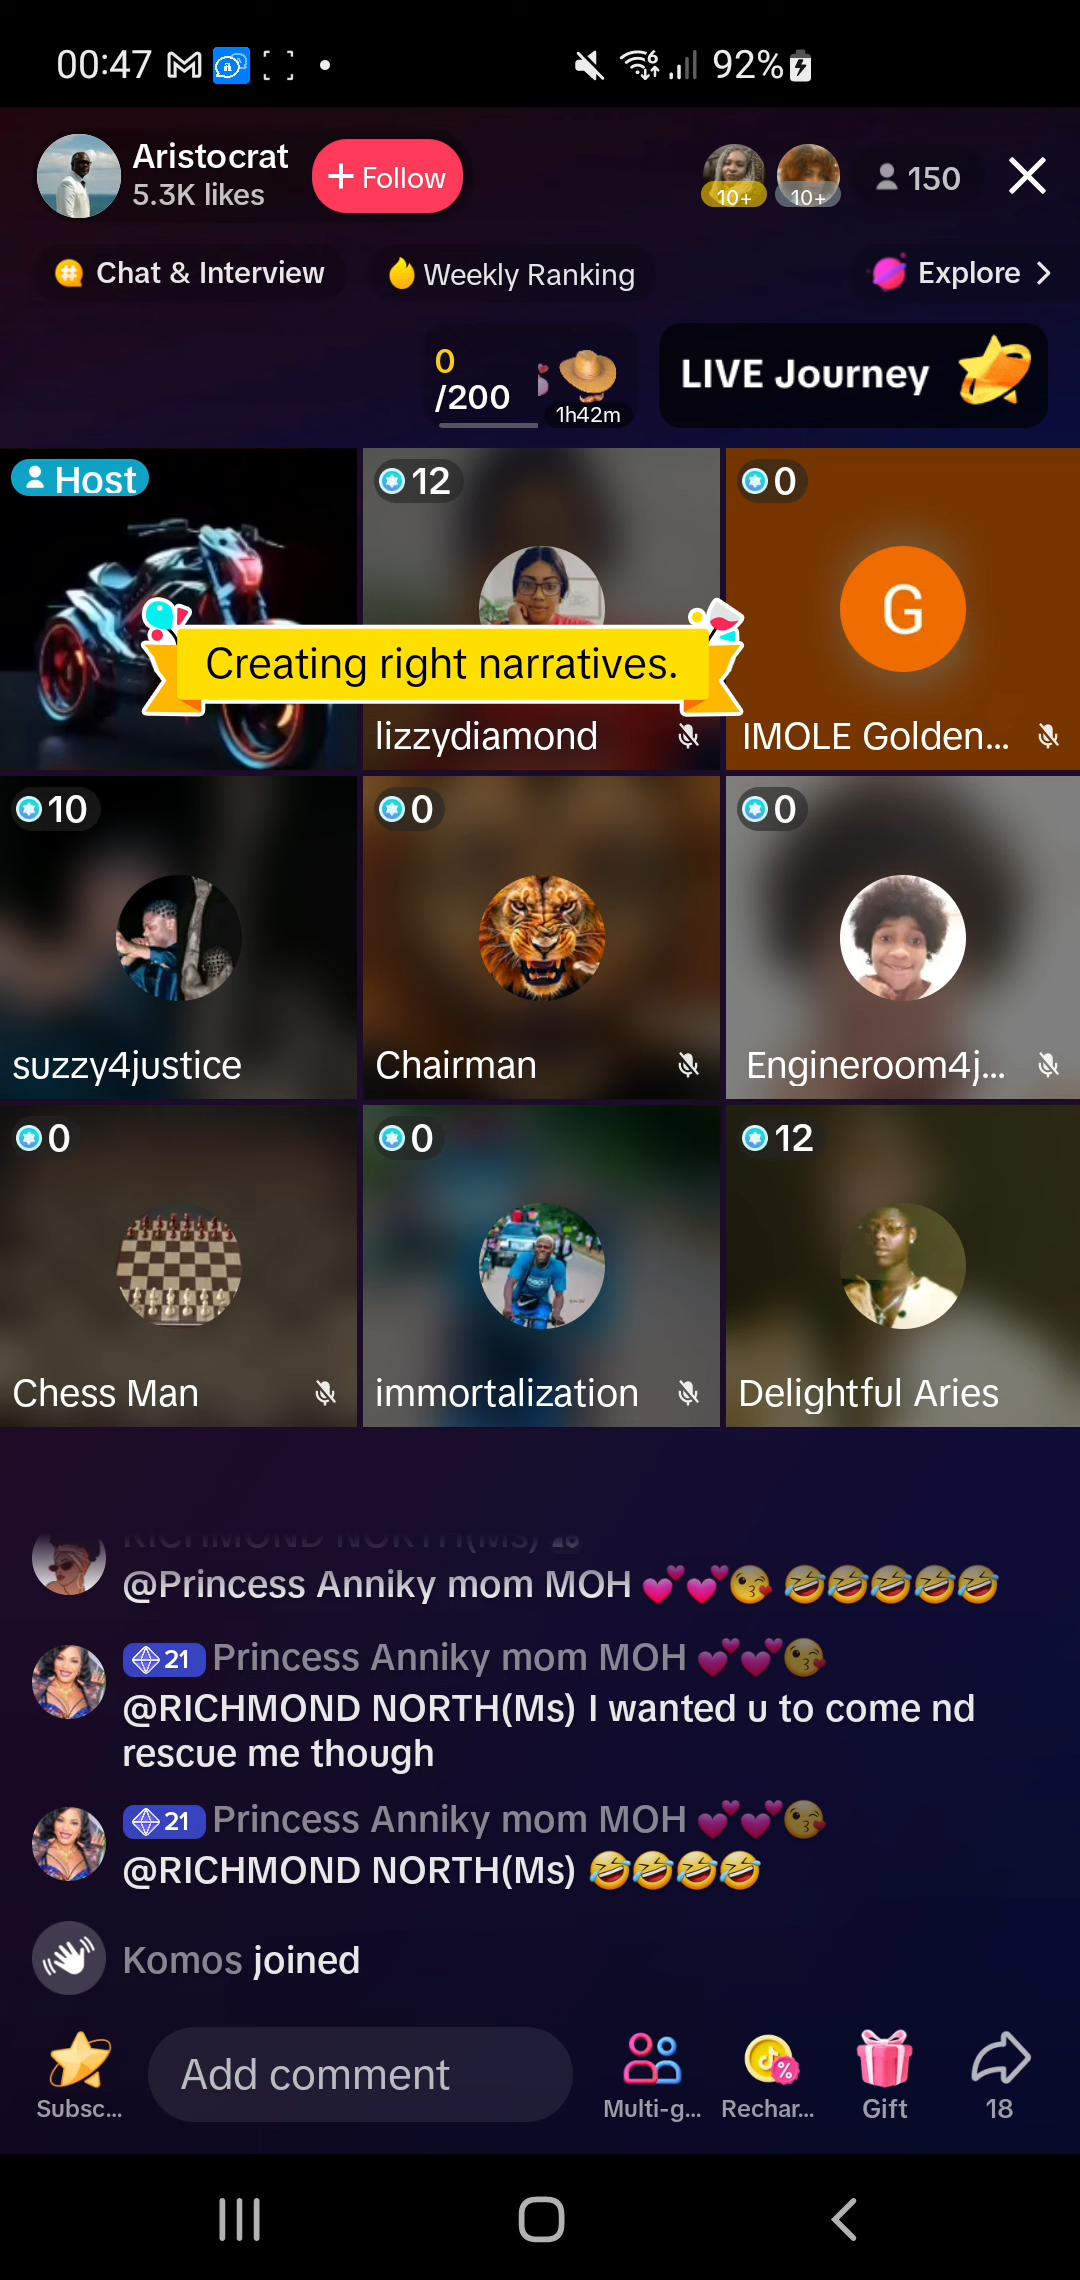 00:47
92%
Aristocrat
5.3K likes
+ Follow
10+
10+
150
Chat & Interview
Weekly Ranking
Explore >
0
/200
1h42m
LIVE Journey
Host
12
0
G
Creating right narratives.
lizzydiamond
IMOLE Golden...
10
0
0
suzzy4justice
Chairman
Engineroom4j...
0
0
12
Chess Man
immortalization
Delightful Aries
RICHMOND NORTH(Ms)
@Princess Anniky mom MOH 💕💕😘 🤣🤣🤣🤣🤣
21 Princess Anniky mom MOH 💕💕😘
@RICHMOND NORTH(Ms) I wanted u to come nd
rescue me though
21 Princess Anniky mom MOH 💕💕😘
@RICHMOND NORTH(Ms) 🤣🤣🤣🤣
Komos joined
Add comment
Subsc...
Multi-g...
Rechar...
Gift
18